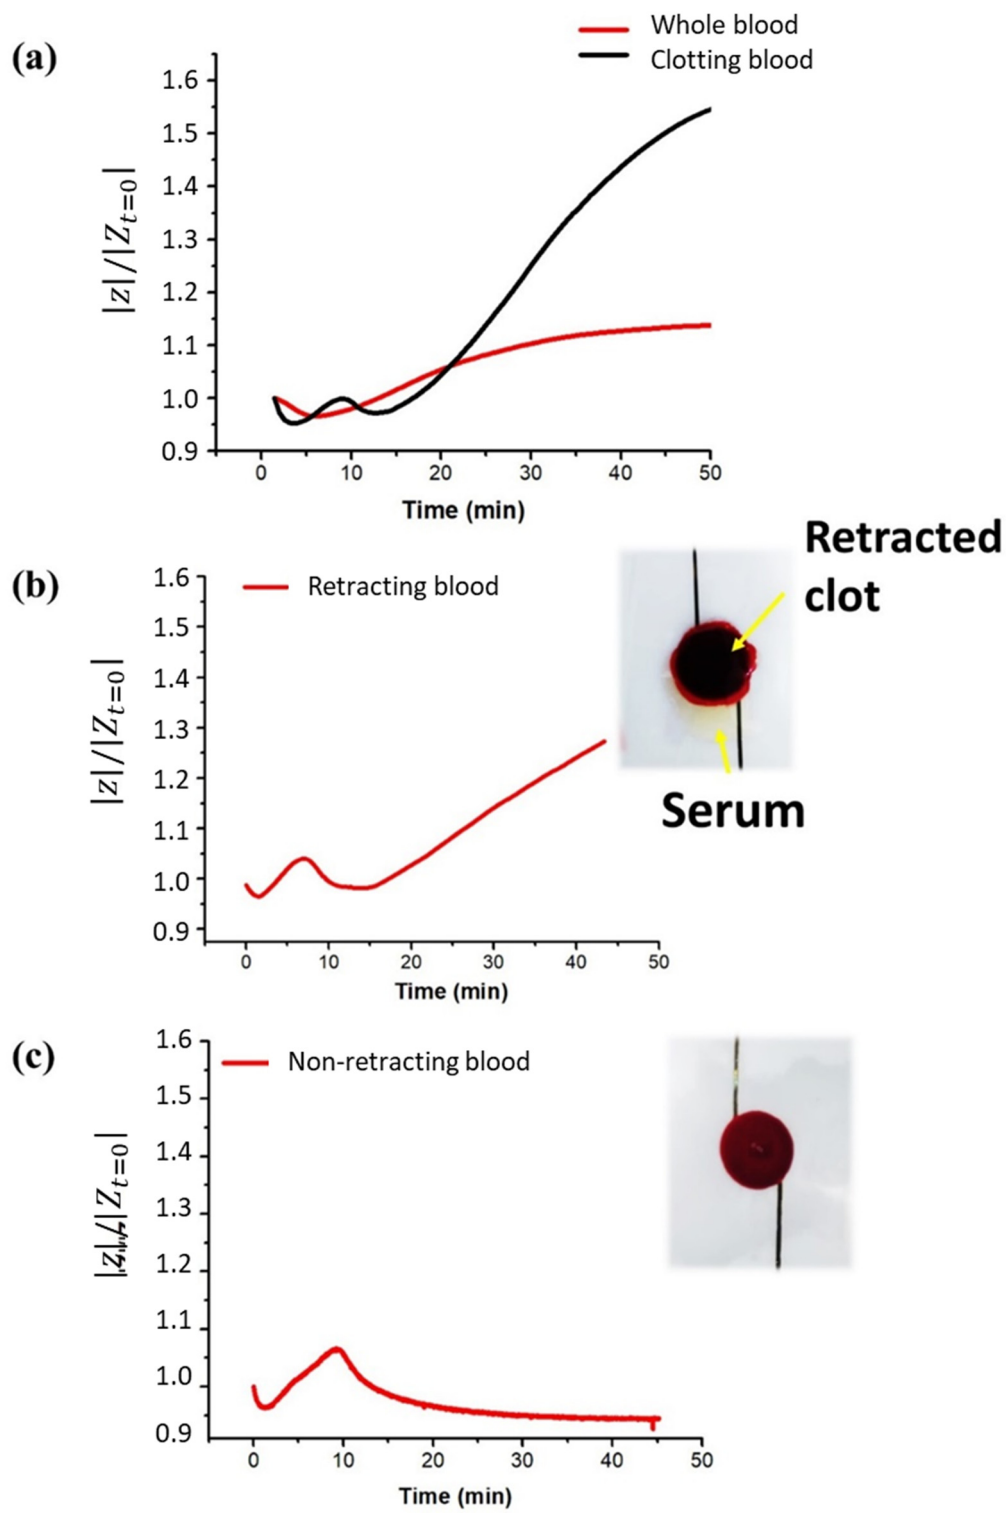 (a)
Whole blood
Clotting blood
1.6
1.5
1.4
1.3
1.2
1.1
1.0
0.9
|z|/|Z_{t=0}|
0 10 20 30 40 50
Time (min)
(b)
Retracting blood
Retracted
clot
Serum
1.6
1.5
1.4
1.3
1.2
1.1
1.0
0.9
|z|/|Z_{t=0}|
0 10 20 30 40 50
Time (min)
(c)
Non-retracting blood
1.6
1.5
1.4
1.3
1.2
1.1
1.0
0.9
|z|/|Z_{t=0}|
0 10 20 30 40 50
Time (min)